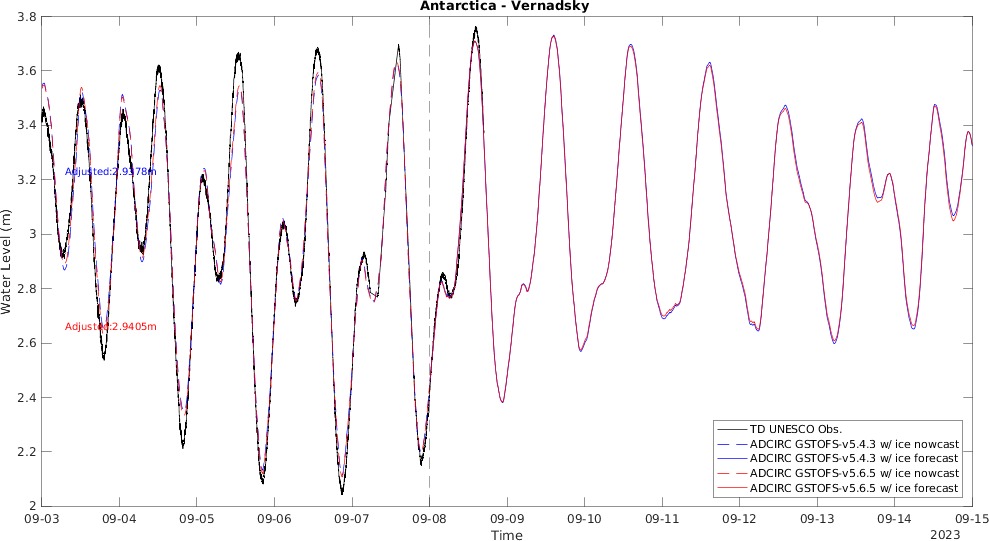 Antarctica - Vernadsky
3.8
3.6
3.4
3.2
3
2.8
2.6
2.4
2.2
2
Water Level (m)
Adjusted:2.9378m
Adjusted:2.9405m
TD UNESCO Obs.
ADCIRC GSTOFS-v5.4.3 w/ ice nowcast
ADCIRC GSTOFS-v5.4.3 w/ ice forecast
ADCIRC GSTOFS-v5.6.5 w/ ice nowcast
ADCIRC GSTOFS-v5.6.5 w/ ice forecast
09-03 09-04 09-05 09-06 09-07 09-08 09-09 09-10 09-11 09-12 09-13 09-14 09-15
Time
2023